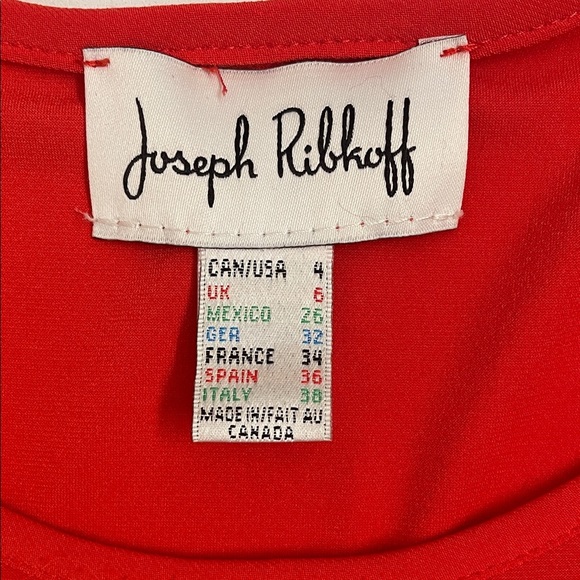 Joseph Ribkoff
CAN/USA 4
UK 6
MEXICO 26
GER 32
FRANCE 34
SPAIN 36
ITALY 38
MADE IN/FAIT AU
CANADA